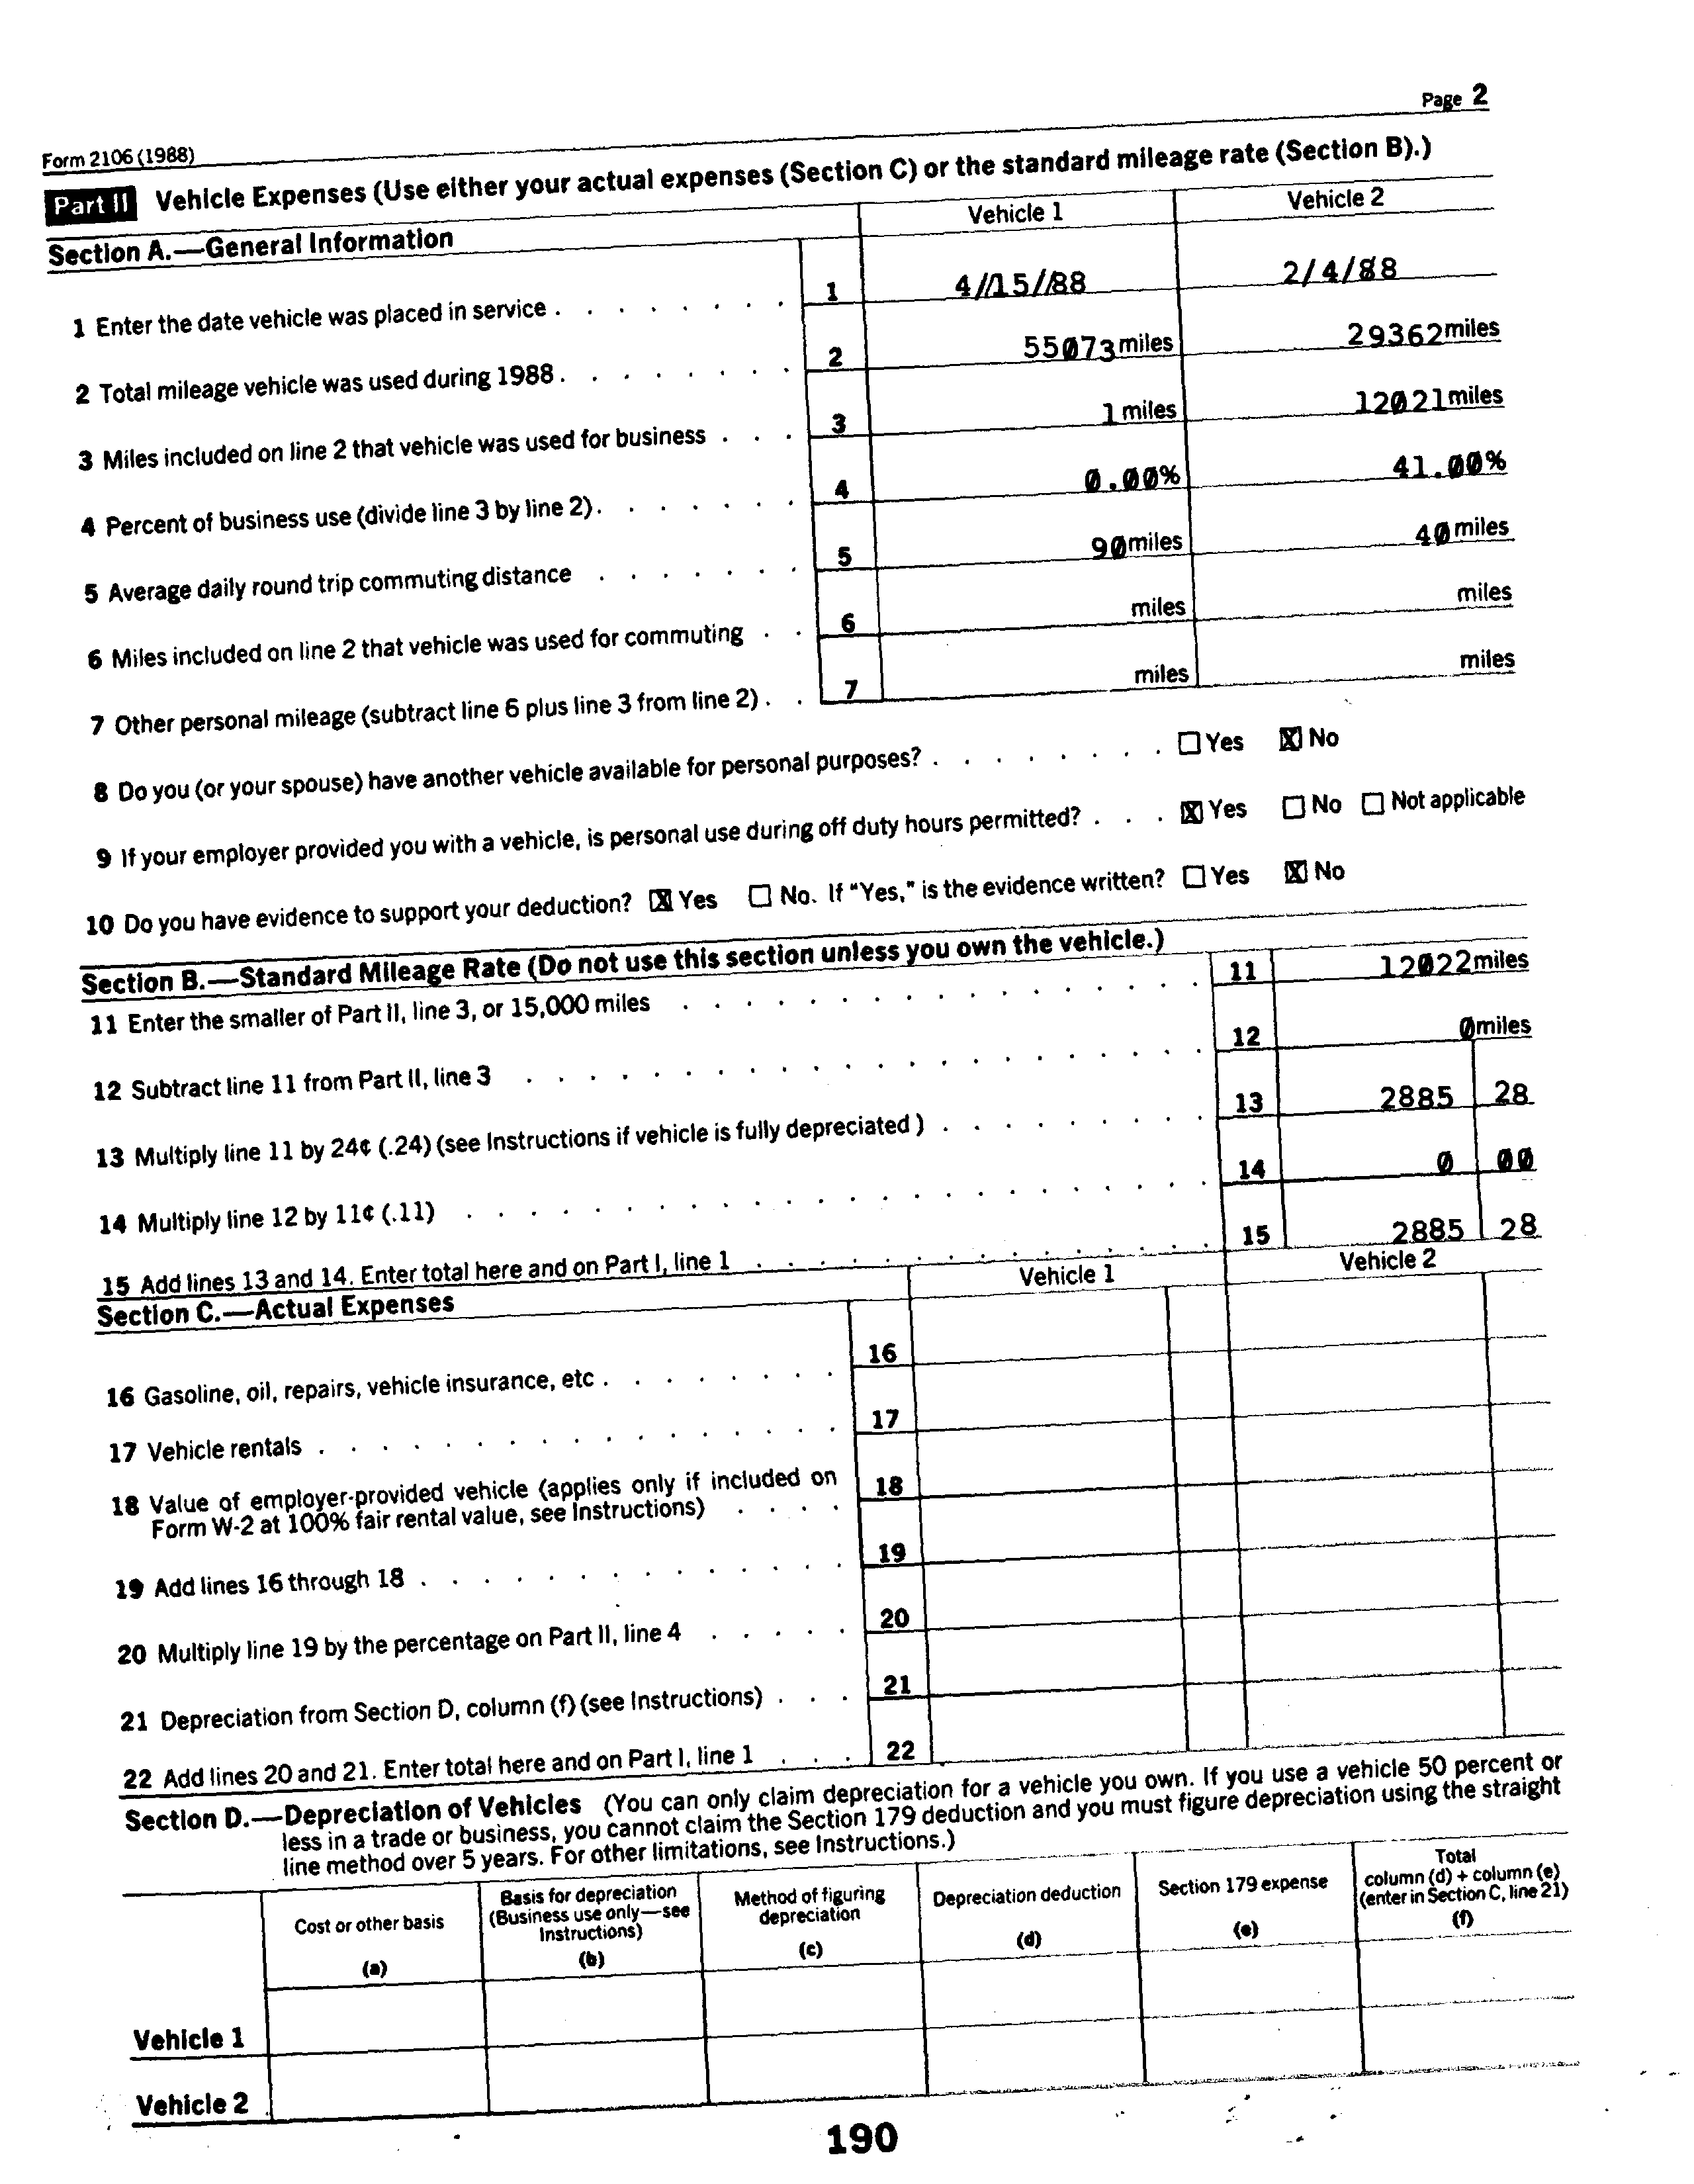 Page 2
Form 2106 (1988)
Part II Vehicle Expenses (Use either your actual expenses (Section C) or the standard mileage rate (Section B).)
Section A.—General Information Vehicle 1 Vehicle 2
1 Enter the date vehicle was placed in service . . . . . . . . 1 4//15//88 2/4/88
2 Total mileage vehicle was used during 1988 . . . . . . . . 2 55073 miles 29362 miles
3 Miles included on line 2 that vehicle was used for business . . . 3 1 miles 12021 miles
4 Percent of business use (divide line 3 by line 2) . . . . . . . 4 0.00% 41.00%
5 Average daily round trip commuting distance . . . . . . . 5 90 miles 40 miles
6 Miles included on line 2 that vehicle was used for commuting . . 6 miles miles
7 Other personal mileage (subtract line 6 plus line 3 from line 2) . . 7 miles miles
8 Do you (or your spouse) have another vehicle available for personal purposes? . . . . . . . . ☐ Yes ☒ No
9 If your employer provided you with a vehicle, is personal use during off duty hours permitted? . . . ☒ Yes ☐ No ☐ Not applicable
10 Do you have evidence to support your deduction? ☒ Yes ☐ No. If "Yes," is the evidence written? ☐ Yes ☒ No
Section B.—Standard Mileage Rate (Do not use this section unless you own the vehicle.)
11 Enter the smaller of Part II, line 3, or 15,000 miles . . . . . . . . . . . . . . . . . 11 12022 miles
12 Subtract line 11 from Part II, line 3 . . . . . . . . . . . . . . . . . . . . . . 12 0 miles
13 Multiply line 11 by 24¢ (.24) (see Instructions if vehicle is fully depreciated ) . . . . . . . . . 13 2885 28
14 Multiply line 12 by 11¢ (.11) . . . . . . . . . . . . . . . . . . . . . . . . 14 0 00
15 Add lines 13 and 14. Enter total here and on Part I, line 1 . . . . . . . . . . . . . . . 15 2885 28
Section C.—Actual Expenses Vehicle 1 Vehicle 2
16 Gasoline, oil, repairs, vehicle insurance, etc . . . . . . . . 16
17 Vehicle rentals . . . . . . . . . . . . . . . . . 17
18 Value of employer-provided vehicle (applies only if included on
Form W-2 at 100% fair rental value, see Instructions) . . . . 18
19 Add lines 16 through 18 . . . . . . . . . . . . . . 19
20 Multiply line 19 by the percentage on Part II, line 4 . . . . . 20
21 Depreciation from Section D, column (f) (see Instructions) . . . 21
22 Add lines 20 and 21. Enter total here and on Part I, line 1 . . . 22
Section D.—Depreciation of Vehicles (You can only claim depreciation for a vehicle you own. If you use a vehicle 50 percent or
less in a trade or business, you cannot claim the Section 179 deduction and you must figure depreciation using the straight
line method over 5 years. For other limitations, see Instructions.)
Cost or other basis
(a)
Basis for depreciation
(Business use only—see
Instructions)
(b)
Method of figuring
depreciation
(c)
Depreciation deduction
(d)
Section 179 expense
(e)
Total
column (d) + column (e)
(enter in Section C, line 21)
(f)
Vehicle 1
Vehicle 2
190